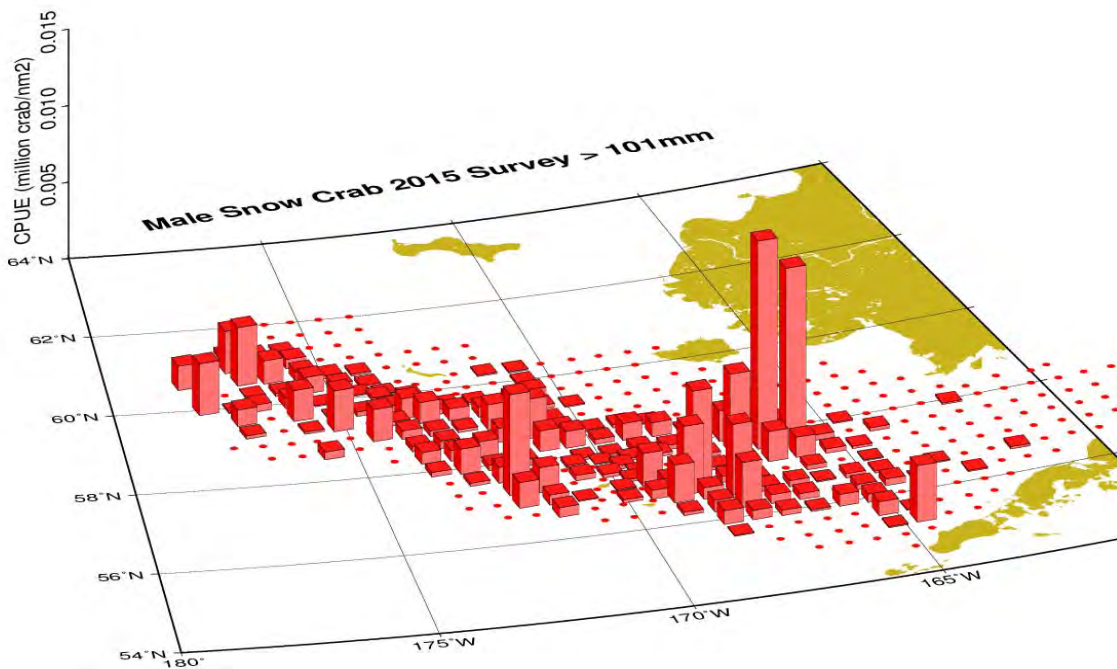 0.015
0.010
0.005
CPUE (million crab/nm2)
Male Snow Crab 2015 Survey > 101mm
64°N
62°N
60°N
58°N
56°N
54°N
180°
175°W
170°W
165°W